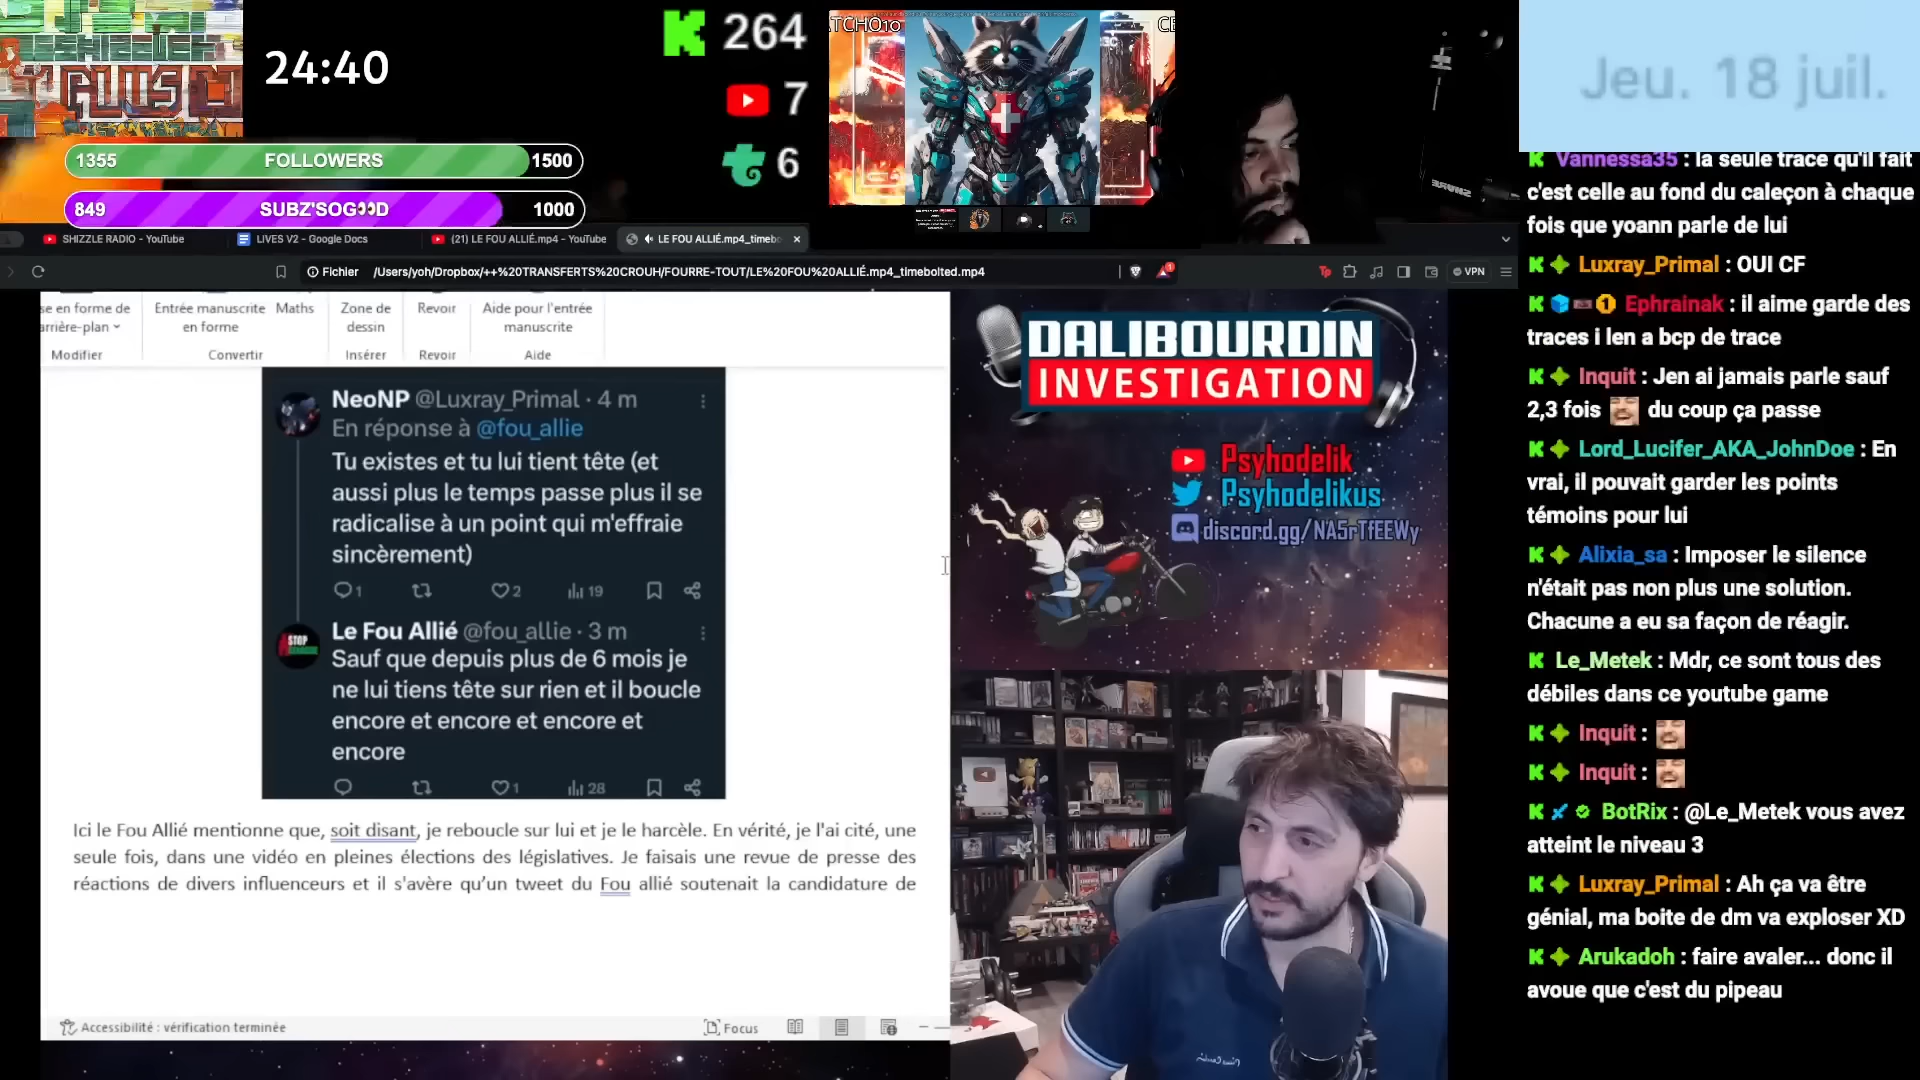 24:40
264
7
6
1355 FOLLOWERS 1500
849 SUBZ'SOG👀D 1000
Jeu. 18 juil.
SHIZZLE RADIO - YouTube
LIVES V2 - Google Docs
(21) LE FOU ALLIÉ.mp4 - YouTube
LE FOU ALLIÉ.mp4_timebo
Fichier /Users/yoh/Dropbox/++%20TRANSFERTS%20CROUH/FOURRE-TOUT/LE%20FOU%20ALLIÉ.mp4_timebolted.mp4
VPN
se en forme de
arrière-plan
Modifier
Entrée manuscrite
en forme
Maths
Convertir
Zone de
dessin
Insérer
Revoir
Revoir
Aide pour l'entrée
manuscrite
Aide
NeoNP @Luxray_Primal · 4 m
En réponse à @fou_allie
Tu existes et tu lui tient tête (et
aussi plus le temps passe plus il se
radicalise à un point qui m'effraie
sincèrement)
1 2 19
STOP
Le Fou Allié @fou_allie · 3 m
Sauf que depuis plus de 6 mois je
ne lui tiens tête sur rien et il boucle
encore et encore et encore et
encore
1 28
Ici le Fou Allié mentionne que, soit disant, je reboucle sur lui et je le harcèle. En vérité, je l'ai cité, une
seule fois, dans une vidéo en pleines élections des législatives. Je faisais une revue de presse des
réactions de divers influenceurs et il s'avère qu'un tweet du Fou allié soutenait la candidature de
Accessibilité : vérification terminée
Focus
DALIBOURDIN
INVESTIGATION
Psyhodelik
Psyhodelikus
discord.gg/NA5rTfEEWy
Vannessa35 : la seule trace qu'il fait
c'est celle au fond du caleçon à chaque
fois que yoann parle de lui
Luxray_Primal : OUI CF
Ephrainak : il aime garde des
traces i len a bcp de trace
Inquit : Jen ai jamais parle sauf
2,3 fois du coup ça passe
Lord_Lucifer_AKA_JohnDoe : En
vrai, il pouvait garder les points
témoins pour lui
Alixia_sa : Imposer le silence
n'était pas non plus une solution.
Chacune a eu sa façon de réagir.
Le_Metek : Mdr, ce sont tous des
débiles dans ce youtube game
Inquit :
Inquit :
BotRix : @Le_Metek vous avez
atteint le niveau 3
Luxray_Primal : Ah ça va être
génial, ma boite de dm va exploser XD
Arukadoh : faire avaler... donc il
avoue que c'est du pipeau